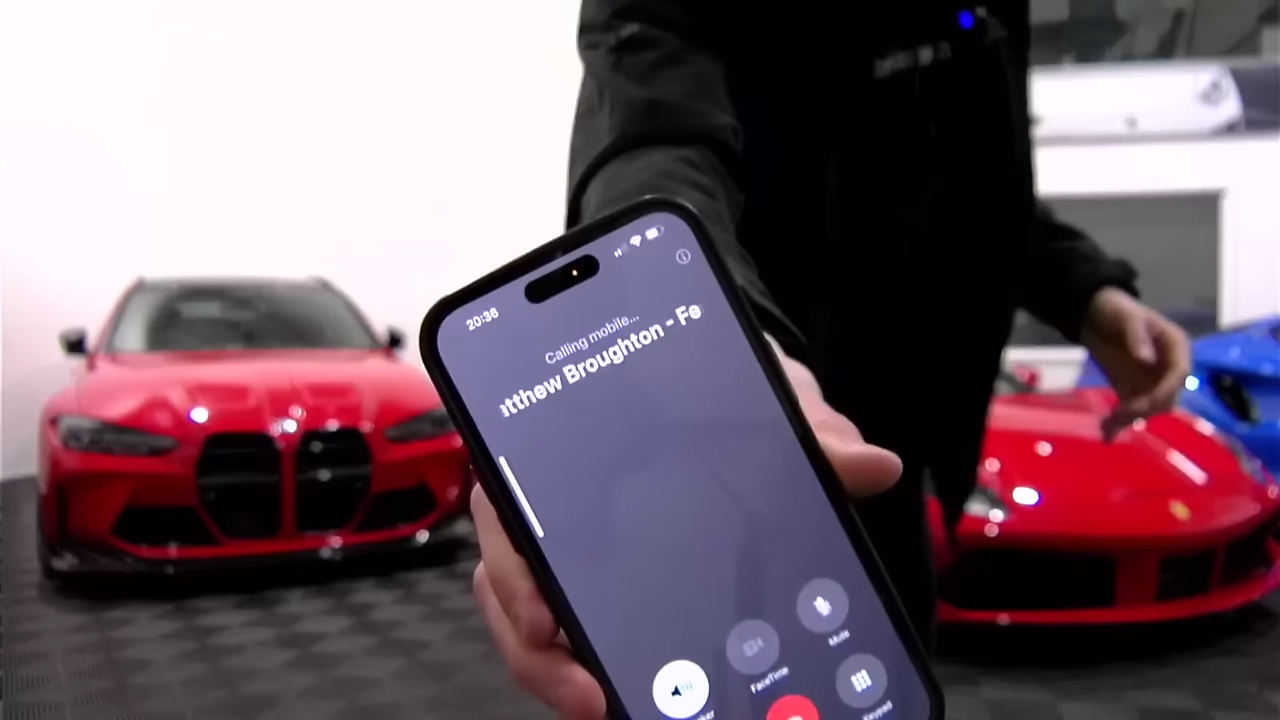 20:36
Calling mobile...
atthew Broughton - Fe
Mute
FaceTime
Keypad